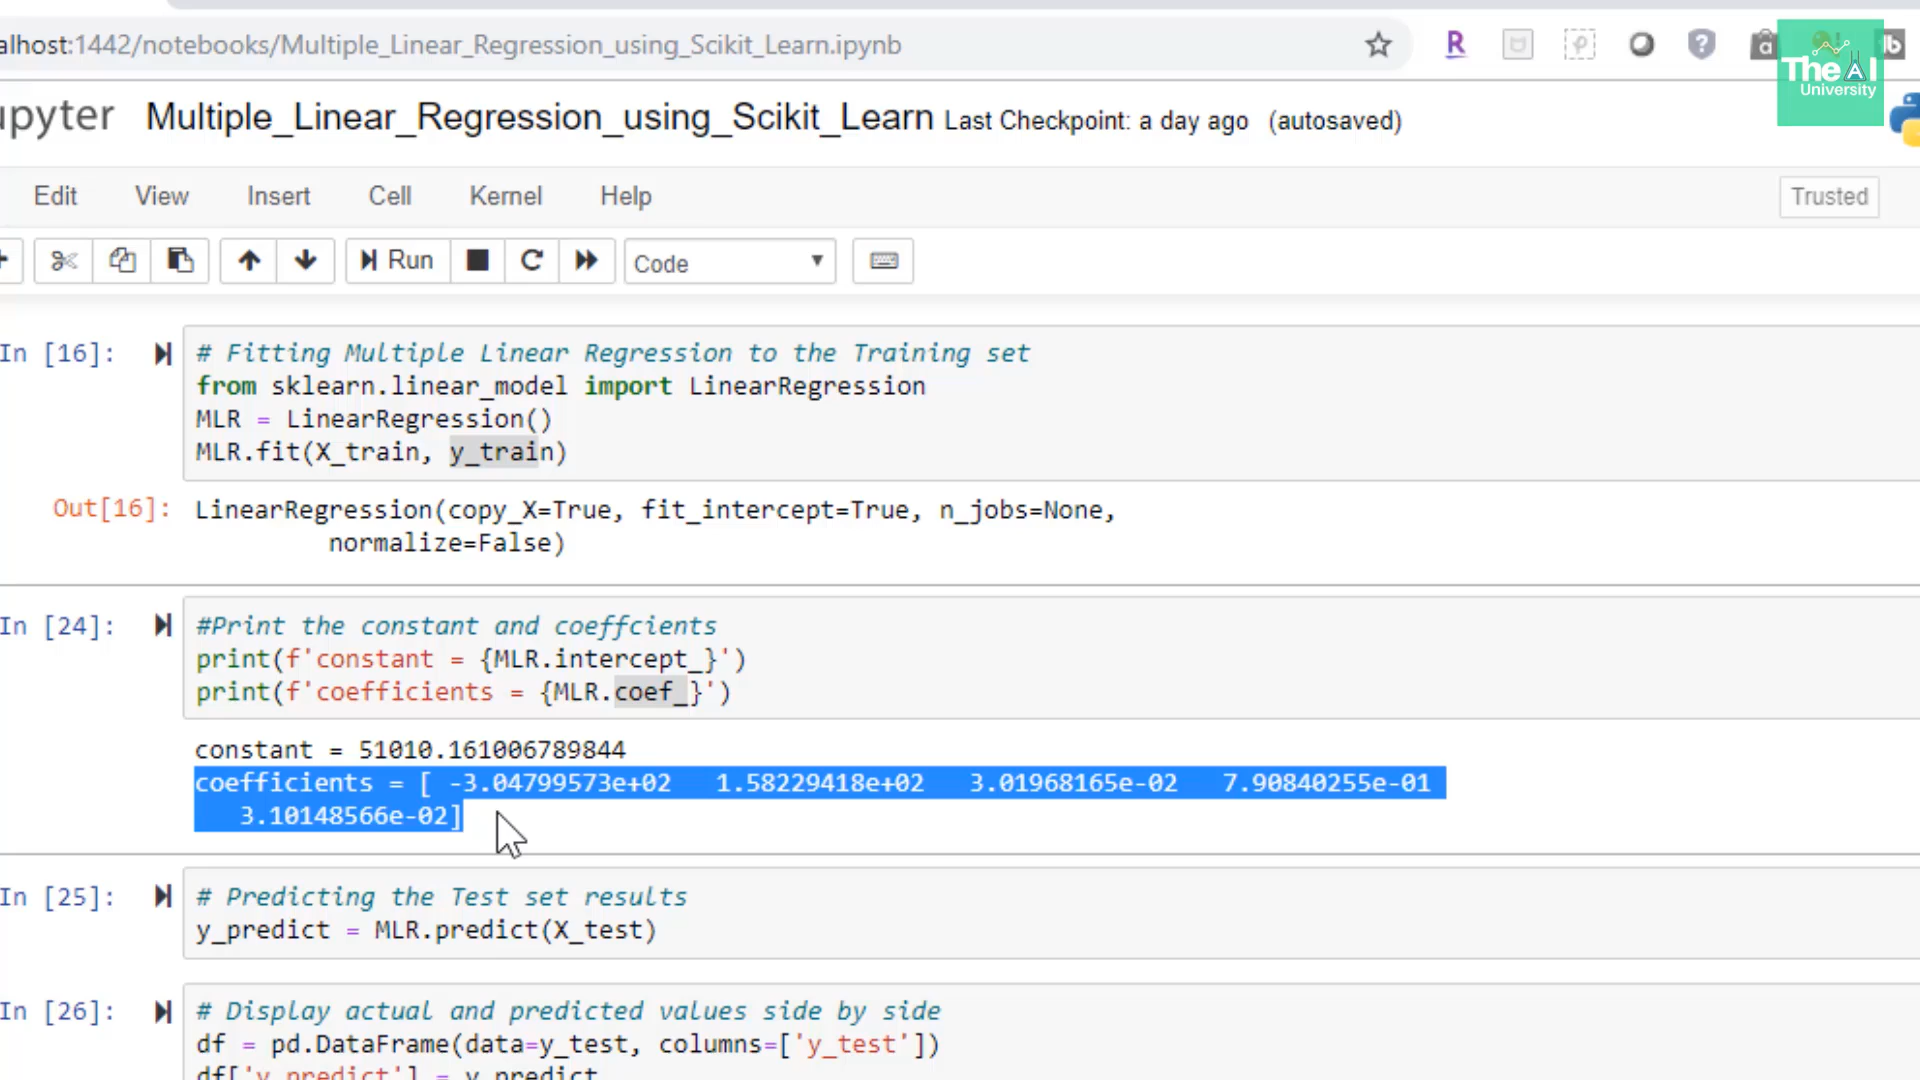 alhost:1442/notebooks/Multiple_Linear_Regression_using_Scikit_Learn.ipynb
The AI
University
upyter Multiple_Linear_Regression_using_Scikit_Learn Last Checkpoint: a day ago (autosaved)
Edit View Insert Cell Kernel Help Trusted
Run Code
In [16]: # Fitting Multiple Linear Regression to the Training set
from sklearn.linear_model import LinearRegression
MLR = LinearRegression()
MLR.fit(X_train, y_train)
Out[16]: LinearRegression(copy_X=True, fit_intercept=True, n_jobs=None,
normalize=False)
In [24]: #Print the constant and coeffcients
print(f'constant = {MLR.intercept_}')
print(f'coefficients = {MLR.coef_}')
constant = 51010.161006789844
coefficients = [ -3.04799573e+02 1.58229418e+02 3.01968165e-02 7.90840255e-01
3.10148566e-02]
In [25]: # Predicting the Test set results
y_predict = MLR.predict(X_test)
In [26]: # Display actual and predicted values side by side
df = pd.DataFrame(data=y_test, columns=['y_test'])
df['y_predict'] = y_predict